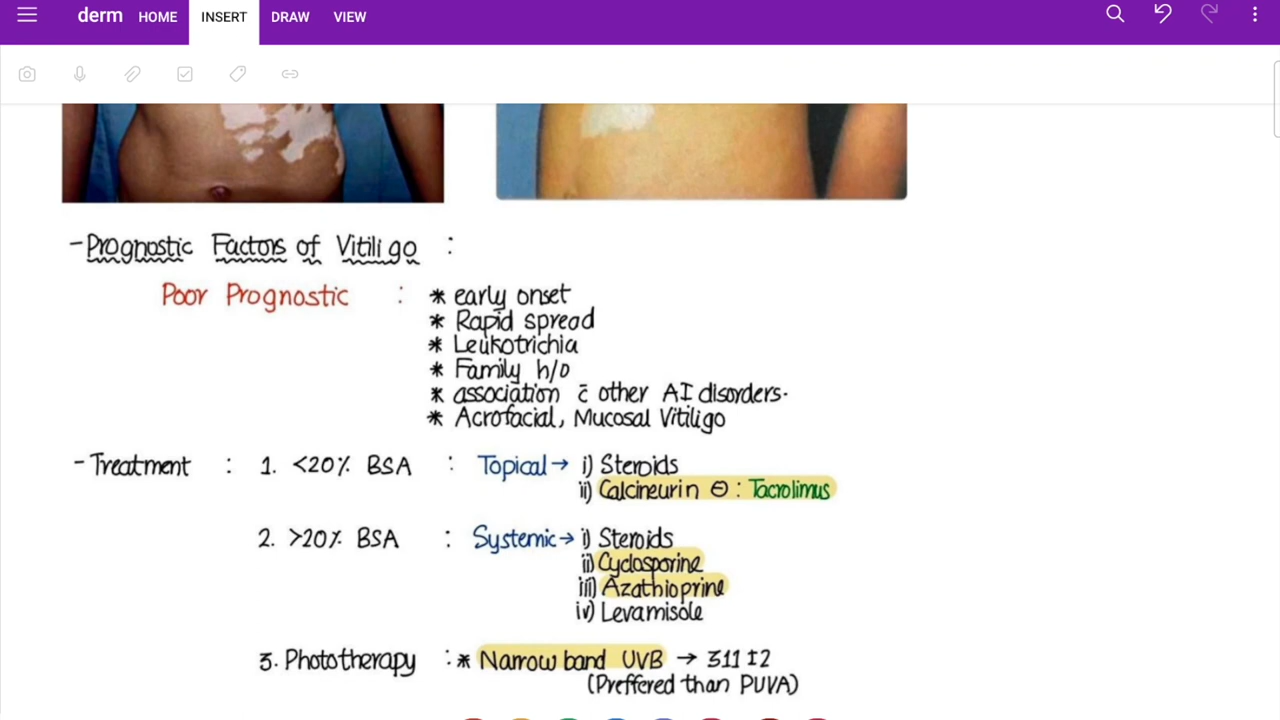 derm HOME INSERT DRAW VIEW
- Prognostic Factors of Vitiligo :
Poor Prognostic : * early onset
* Rapid spread
* Leukotrichia
* Family h/o
* association c̄ other AI disorders.
* Acrofacial, Mucosal Vitiligo
- Treatment : 1. <20% BSA : Topical → i) Steroids
ii) Calcineurin ⊖ : Tacrolimus
2. >20% BSA : Systemic → i) Steroids
ii) Cyclosporine
iii) Azathioprine
iv) Levamisole
3. Phototherapy : * Narrow band UVB → 311±2
(Preffered than PUVA)